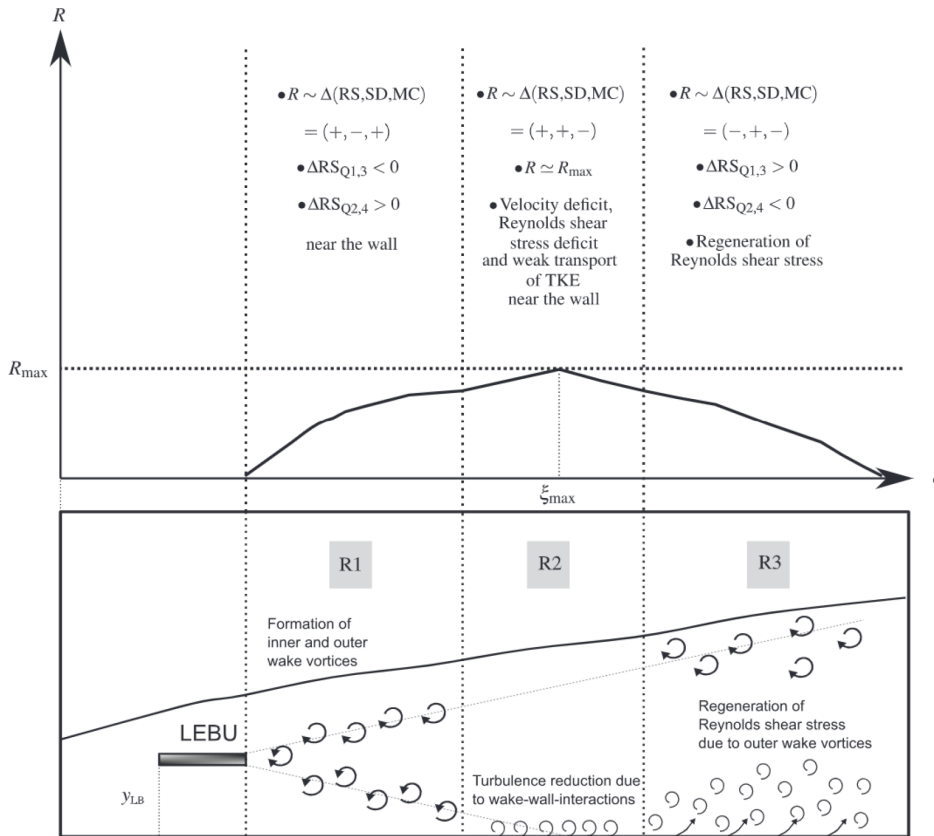 R
● R ∼ Δ(RS,SD,MC)
= (+, −, +)
● ΔRS_Q1,3 < 0
● ΔRS_Q2,4 > 0
near the wall
● R ∼ Δ(RS,SD,MC)
= (+, +, −)
● R ≃ R_max
● Velocity deficit,
Reynolds shear
stress deficit
and weak transport
of TKE
near the wall
● R ∼ Δ(RS,SD,MC)
= (−, +, −)
● ΔRS_Q1,3 > 0
● ΔRS_Q2,4 < 0
● Regeneration of
Reynolds shear stress
R_max
ξ_max
R1
R2
R3
Formation of
inner and outer
wake vortices
LEBU
y_LB
Turbulence reduction due
to wake-wall-interactions
Regeneration of
Reynolds shear stress
due to outer wake vortices